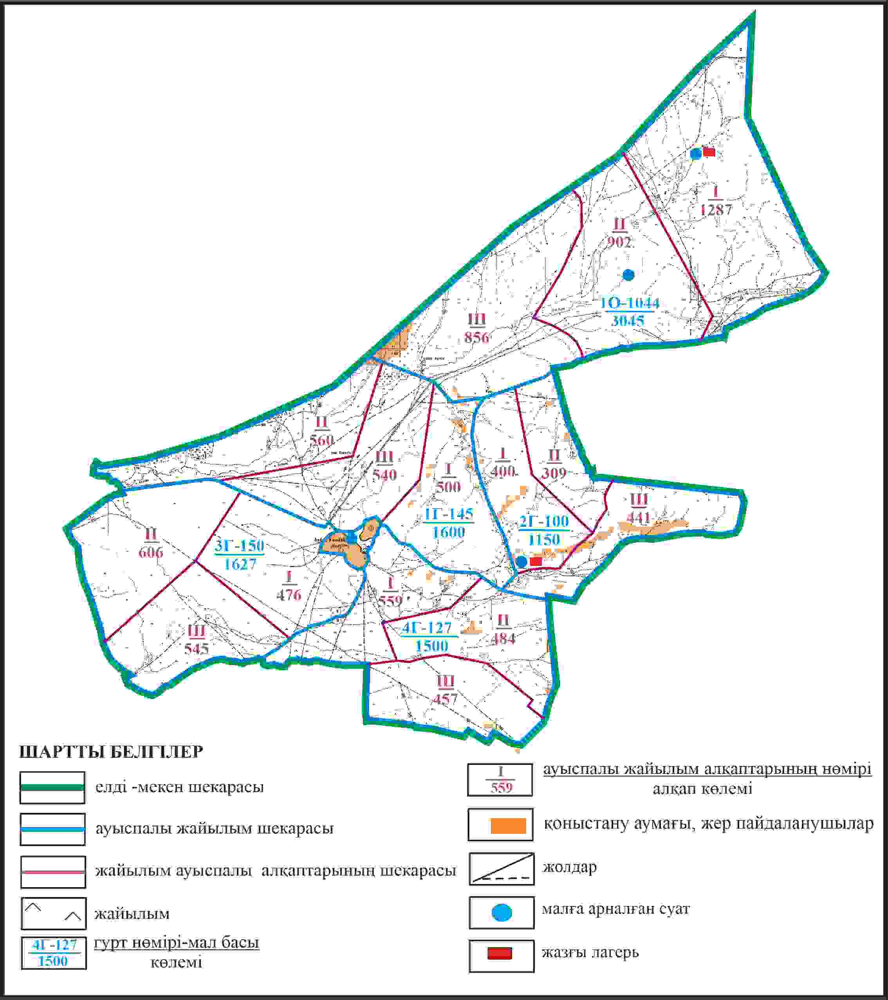 I
1287
II
902
1О-1044
3045
III
856
II
560
III
540
I
500
I
400
II
309
III
441
1Г-145
1600
2Г-100
1150
II
606
3Г-150
1627
I
476
I
559
III
545
4Г-127
1500
II
484
III
457
ШАРТТЫ БЕЛГІЛЕР
елді -мекен шекарасы
ауыспалы жайылым шекарасы
жайылым ауыспалы алқаптарының шекарасы
жайылым
4Г-127
1500
гурт нөмірі-мал басы
көлемі
I
559
ауыспалы жайылым алқаптарының нөмірі
алқап көлемі
қоныстану аумағы, жер пайдаланушылар
жолдар
малға арналған суат
жазғы лагерь